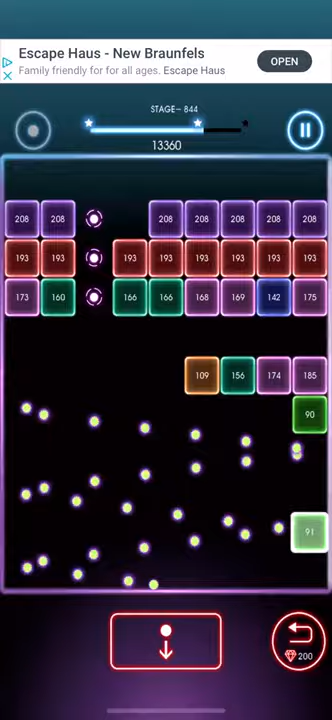 Escape Haus - New Braunfels
Family friendly for for all ages. Escape Haus
OPEN
STAGE- 844
13360
208 208 208 208 208 208 208
193 193 193 193 193 193 193 193
173 160 166 166 168 169 142 175
109 156 174 185
90
91
200